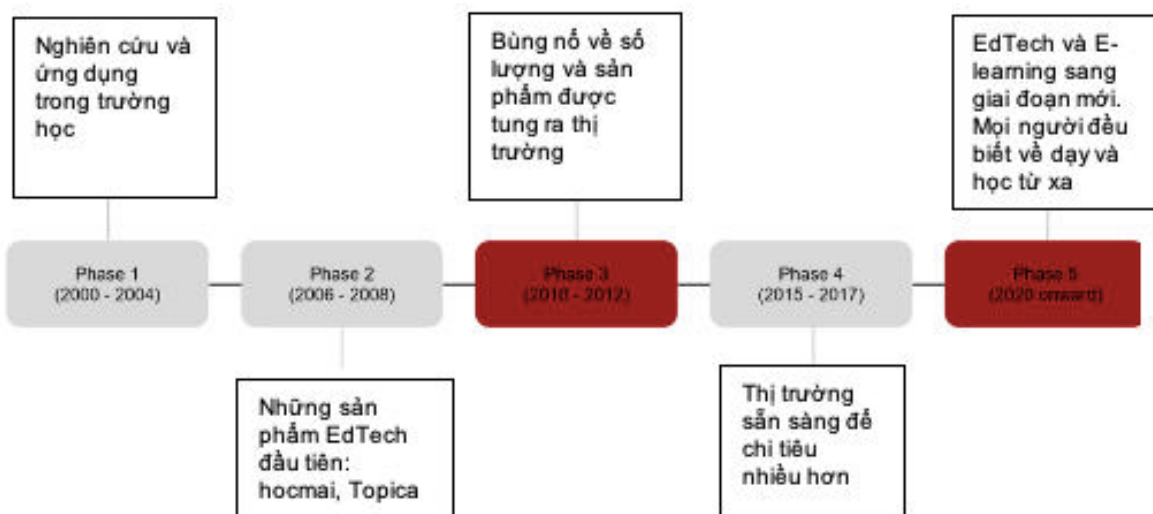 Nghiên cứu và
ứng dụng
trong trường
học
Bùng nổ về số
lượng và sản
phẩm được
tung ra thị
trường
EdTech và E-
learning sang
giai đoạn mới.
Mọi người đều
biết về dạy và
học từ xa
Phase 1
(2000 - 2004)
Phase 2
(2006 - 2008)
Phase 3
(2010 - 2012)
Phase 4
(2015 - 2017)
Phase 5
(2020 onward)
Những sản
phẩm EdTech
đầu tiên:
hocmai, Topica
Thị trường
sẵn sàng để
chi tiêu
nhiều hơn